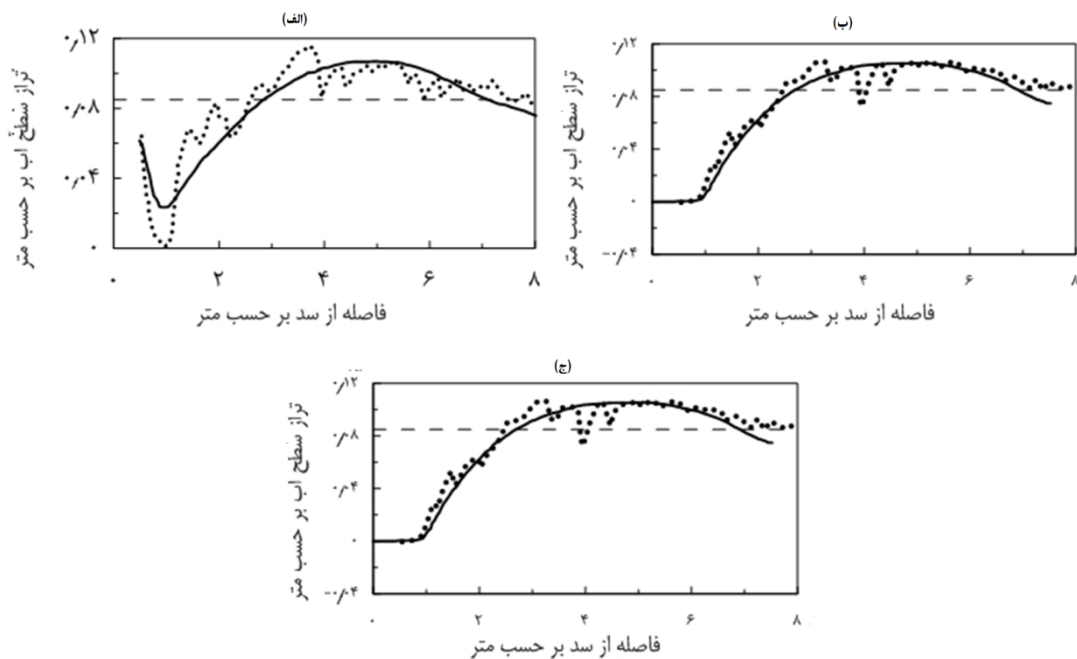 (الف)
۰٫۱۲
۰٫۰۸
۰٫۰۴
۰
تراز سطح اب بر حسب متر
۰ ۲ ۴ ۶ ۸
فاصله از سد بر حسب متر
(ب)
۰٫۱۲
۰٫۰۸
۰٫۰۴
۰
-۰٫۰۴
تراز سطح اب بر حسب متر
۰ ۲ ۴ ۶ ۸
فاصله از سد بر حسب متر
(ج)
۰٫۱۲
۰٫۰۸
۰٫۰۴
۰
-۰٫۰۴
تراز سطح اب بر حسب متر
۰ ۲ ۴ ۶ ۸
فاصله از سد بر حسب متر